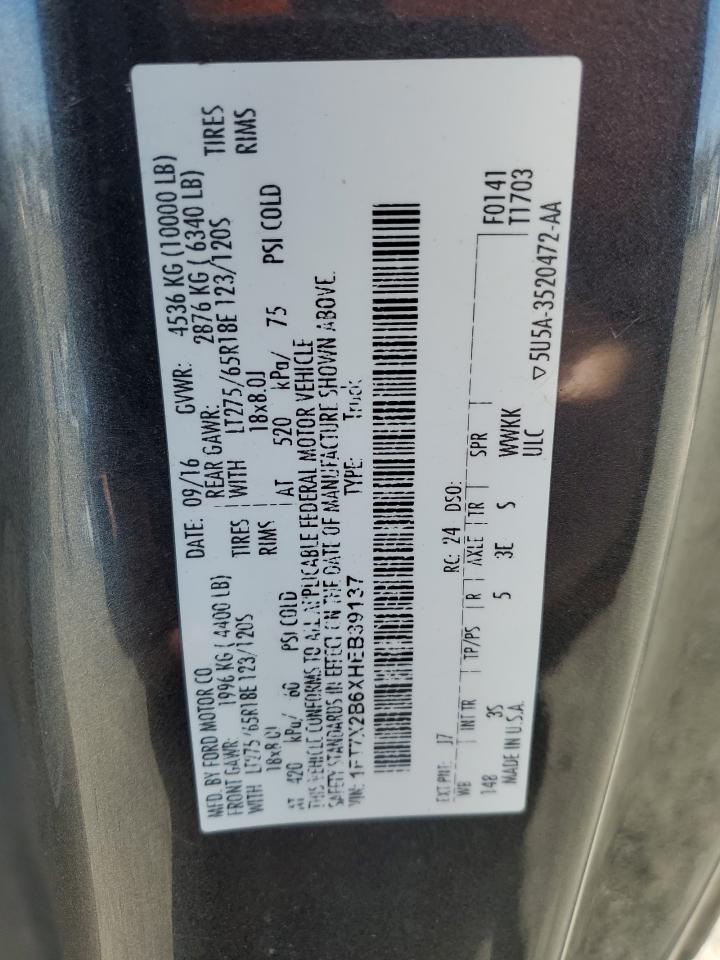 MFD. BY FORD MOTOR CO.
DATE: 09/16 GVWR: 4536 KG (10000 LB)
FRONT GAWR: 1996 KG ( 4400 LB) REAR GAWR: 2876 KG ( 6340 LB)
WITH LT275/65R18E 123/120S TIRES WITH LT275/65R18E 123/120S TIRES
18x8.0J RIMS 18x8.0J RIMS
AT 420 kPa/ 60 PSI COLD AT 520 kPa/ 75 PSI COLD
THIS VEHICLE CONFORMS TO ALL APPLICABLE FEDERAL MOTOR VEHICLE
SAFETY STANDARDS IN EFFECT ON THE DATE OF MANUFACTURE SHOWN ABOVE.
VIN: 1FT7X2B6XHEB39137 TYPE: Truck
EXT PNT: J7 RC: 24 DSO: F0141
WB INT TR TP/PS R AXLE TR SPR T1703
148 3S 5 3E S WWKK
MADE IN U.S.A. ULC
▽5U5A-3520472-AA